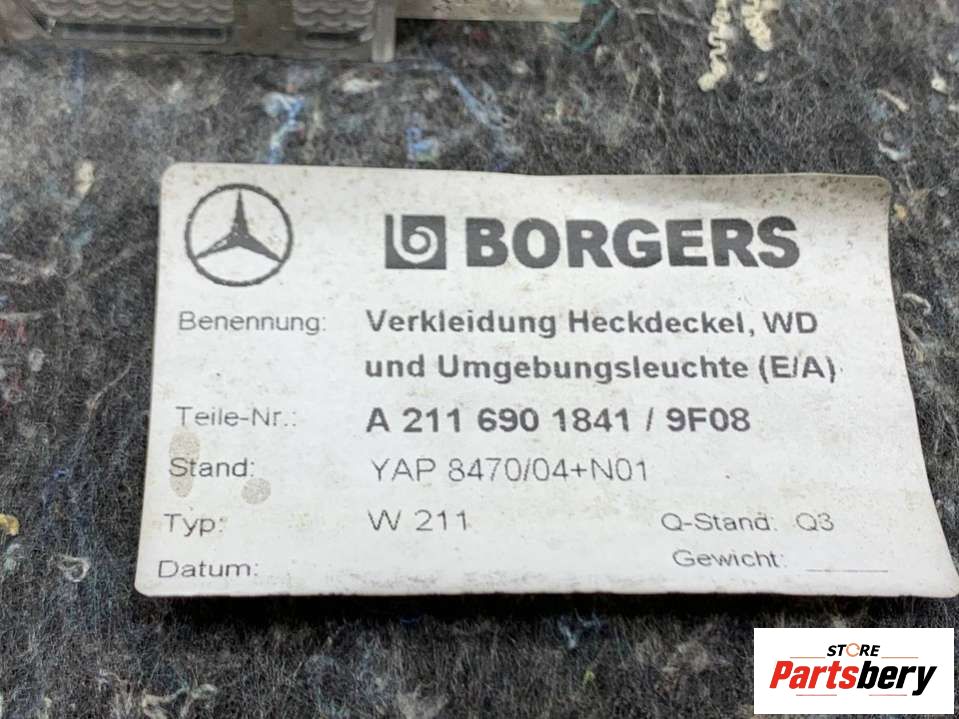 BORGERS
Benennung: Verkleidung Heckdeckel, WD
und Umgebungsleuchte (E/A)
Teile-Nr.: A 211 690 1841 / 9F08
Stand: YAP 8470/04+N01
Typ: W 211 Q-Stand: Q3
Datum: Gewicht:
STORE
Partsbery